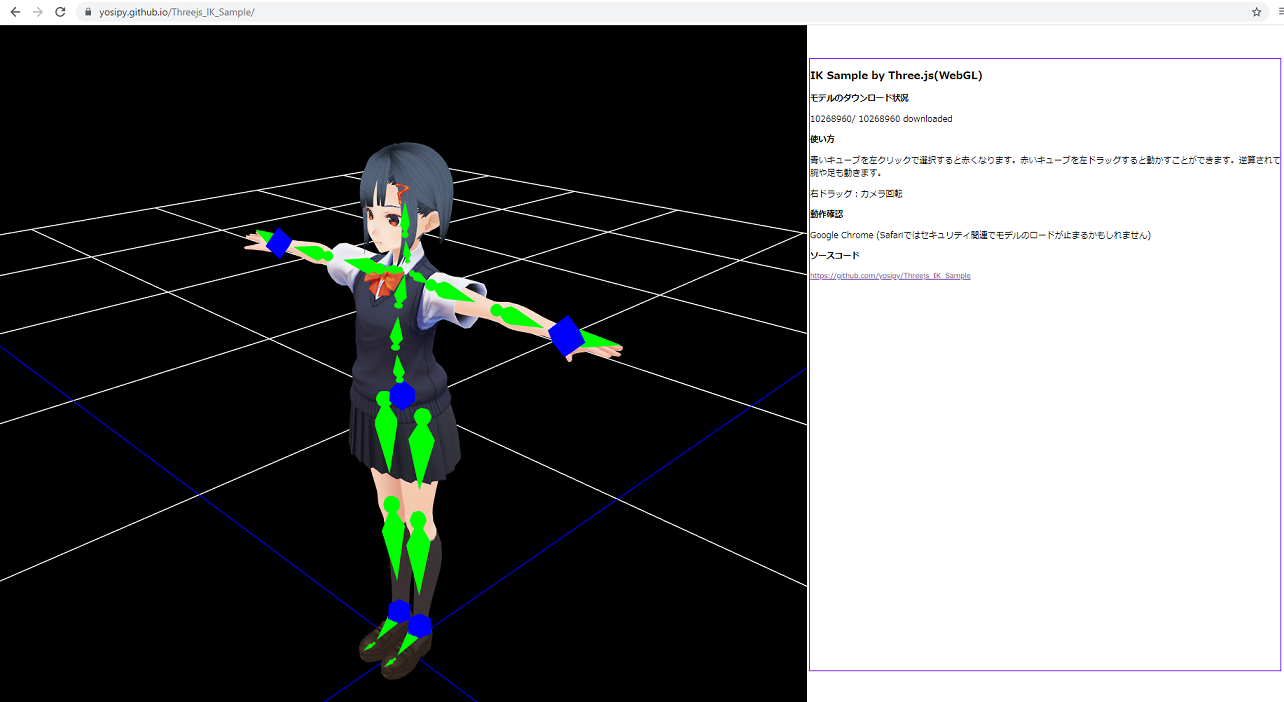 yosipy.github.io/Threejs_IK_Sample/
IK Sample by Three.js(WebGL)
モデルのダウンロード状況
10268960/ 10268960 downloaded
使い方
青いキューブを左クリックで選択すると赤くなります。赤いキューブを左ドラッグすると動かすことができます。逆算されて
腕や足も動きます。
右ドラッグ：カメラ回転
動作確認
Google Chrome (Safariではセキュリティ関連でモデルのロードが止まるかもしれません)
ソースコード
https://github.com/yosipy/Threejs_IK_Sample